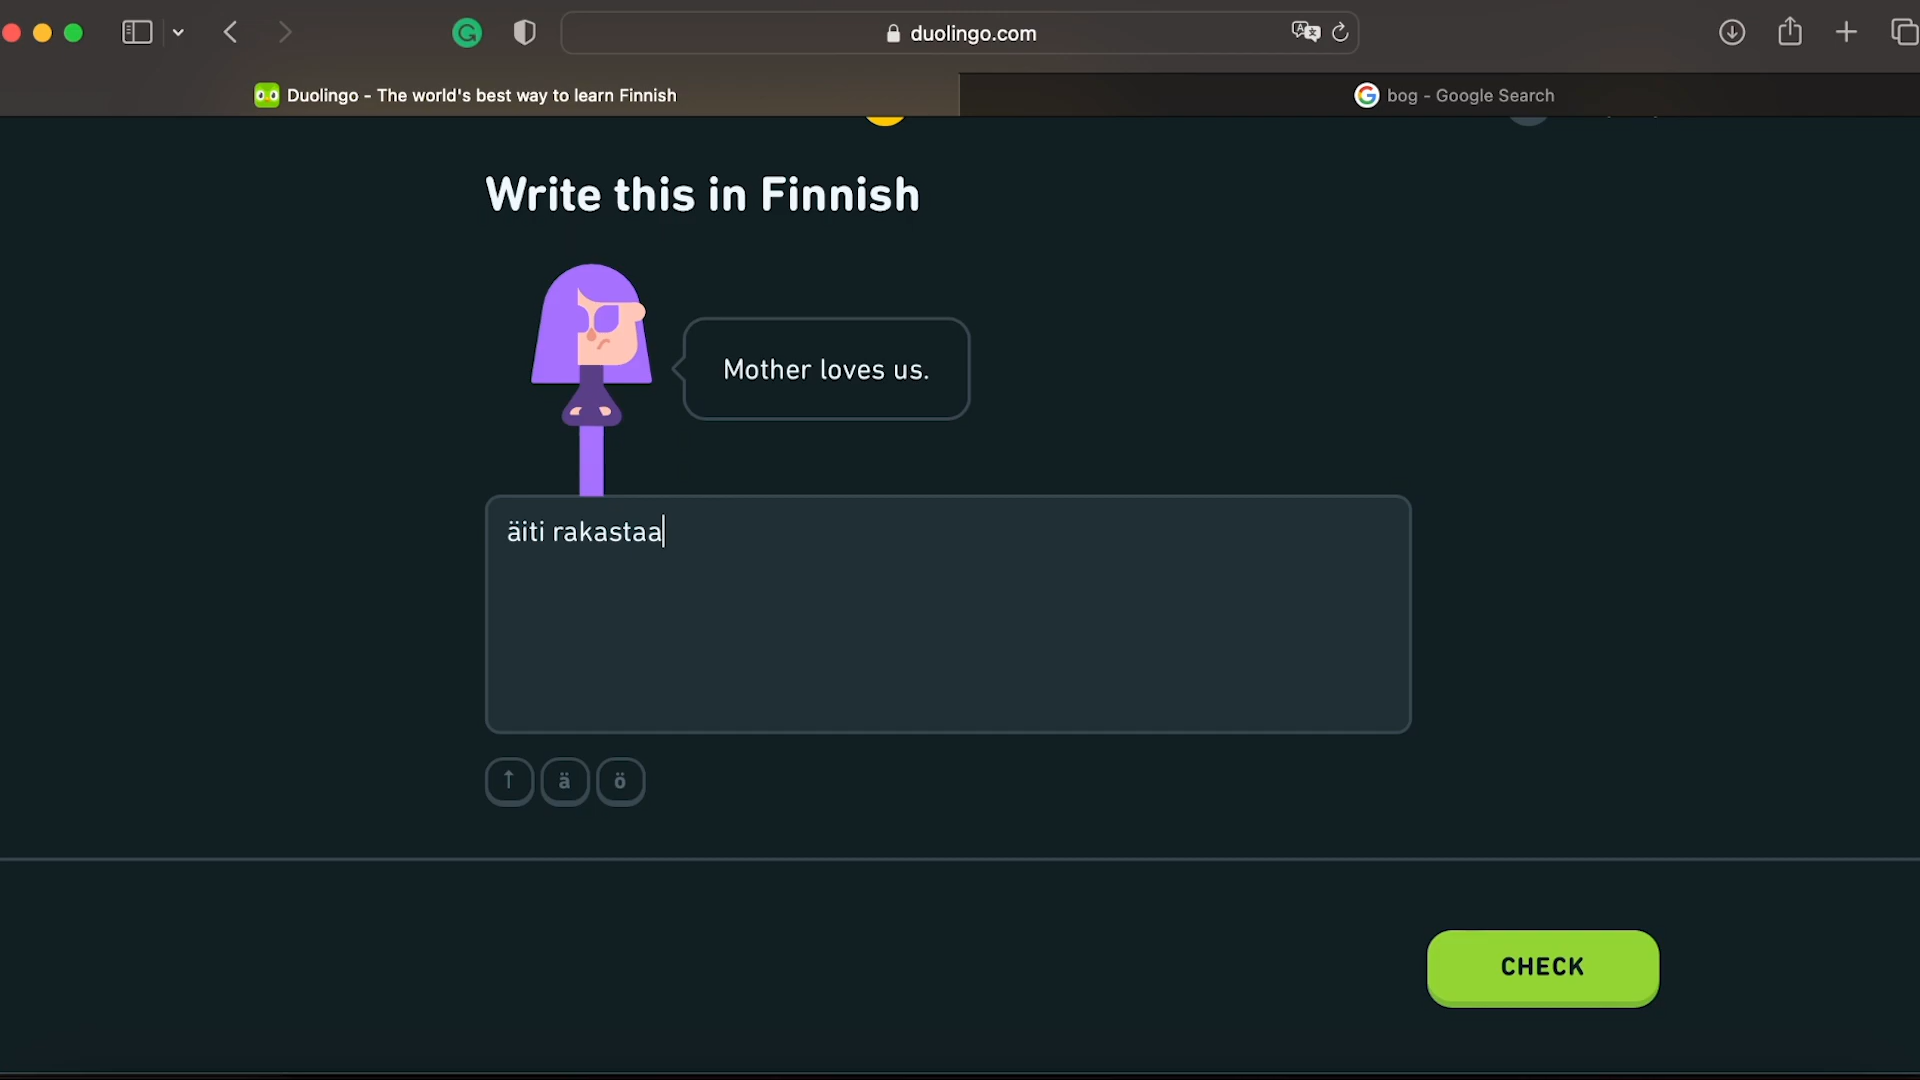 duolingo.com
Duolingo - The world's best way to learn Finnish
bog - Google Search
Write this in Finnish
Mother loves us.
äiti rakastaa
↑ ä ö
CHECK